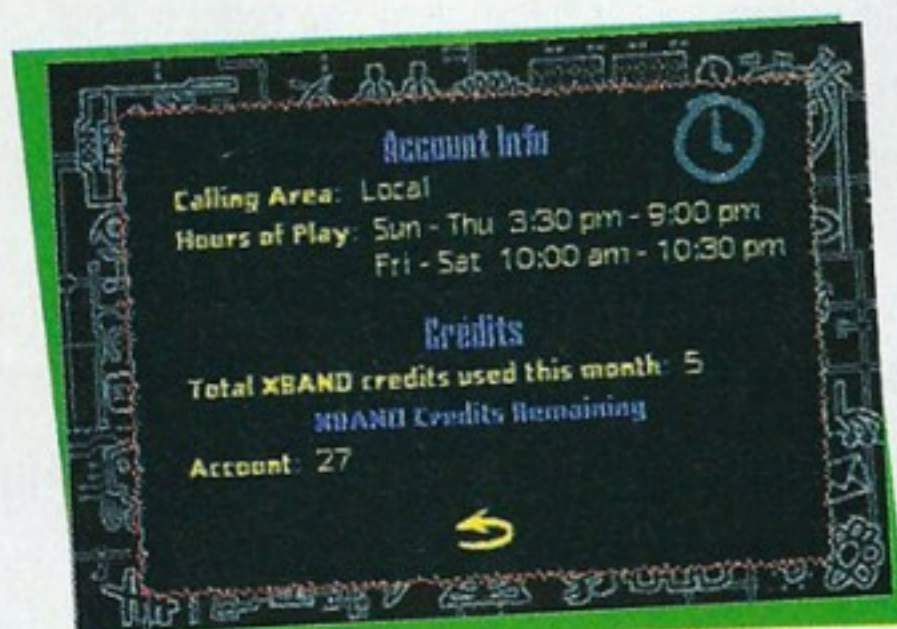 Account Info
Calling Area: Local
Hours of Play: Sun - Thu 3:30 pm - 9:00 pm
Fri - Sat 10:00 am - 10:30 pm
Credits
Total XBAND credits used this month: 5
XBAND Credits Remaining
Account: 27